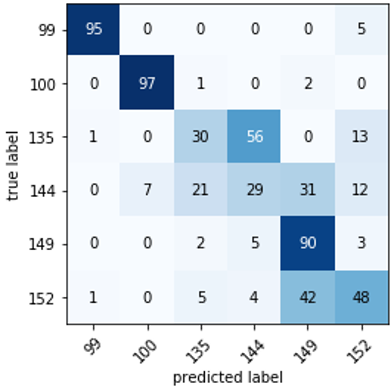 99 95 0 0 0 0 5
100 0 97 1 0 2 0
135 1 0 30 56 0 13
144 0 7 21 29 31 12
149 0 0 2 5 90 3
152 1 0 5 4 42 48
true label
99 100 135 144 149 152
predicted label